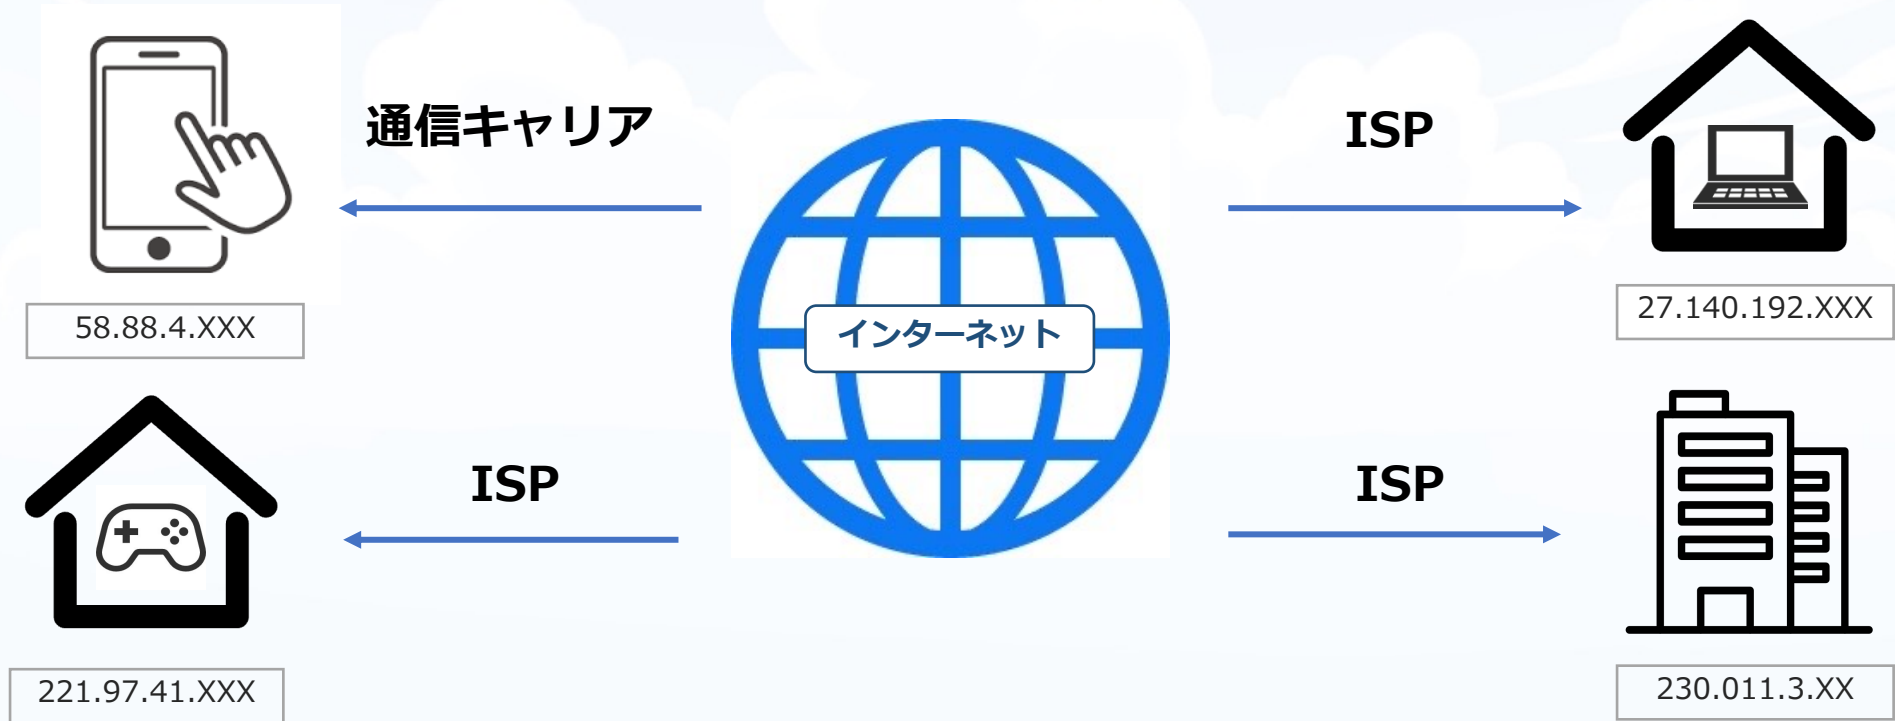 通信キャリア
ISP
58.88.4.XXX
インターネット
27.140.192.XXX
ISP
ISP
221.97.41.XXX
230.011.3.XX